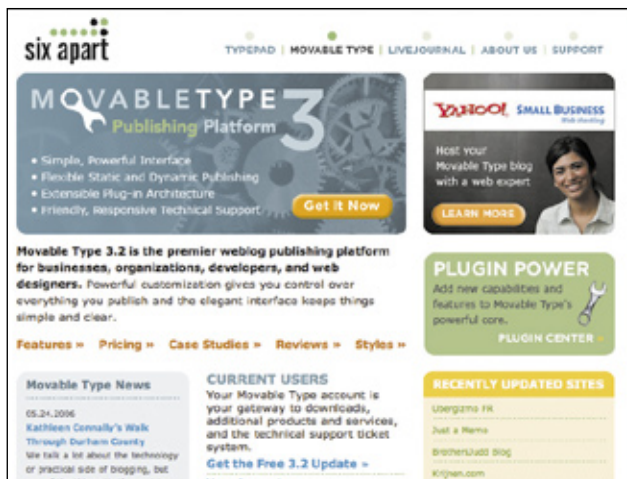 six apart
TYPEPAD | MOVABLE TYPE | LIVEJOURNAL | ABOUT US | SUPPORT
MOVABLETYPE 3
Publishing Platform
• Simple, Powerful Interface
• Flexible Static and Dynamic Publishing
• Extensible Plug-in Architecture
• Friendly, Responsive Technical Support
Get It Now
YAHOO! SMALL BUSINESS
Web Hosting
Host your
Movable Type blog
with a web expert
LEARN MORE
Movable Type 3.2 is the premier weblog publishing platform
for businesses, organizations, developers, and web
designers. Powerful customization gives you control over
everything you publish and the elegant interface keeps things
simple and clear.
Features » Pricing » Case Studies » Reviews » Styles »
PLUGIN POWER
Add new capabilities and
features to Movable Type's
powerful core.
PLUGIN CENTER »
Movable Type News
05.24.2006
Kathleen Connally's Walk
Through Durham County
We talk a lot about the technology
or practical side of blogging, but
CURRENT USERS
Your Movable Type account is
your gateway to downloads,
additional products and services,
and the technical support ticket
system.
Get the Free 3.2 Update »
RECENTLY UPDATED SITES
Ubergizmo FR
Just a Memo
BrothersJudd Blog
Krijnen.com